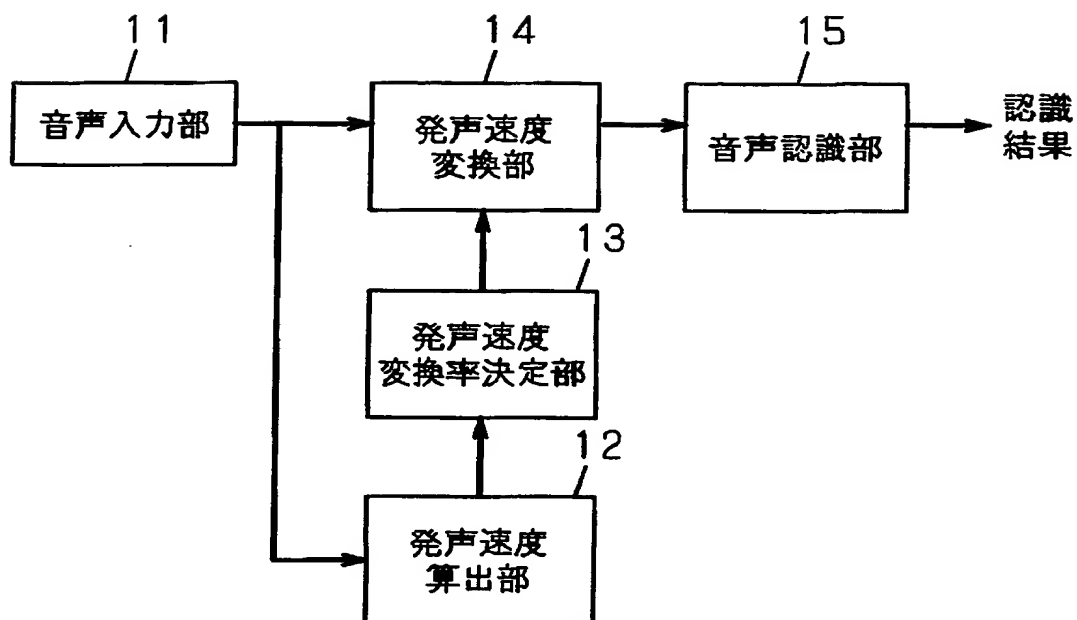 11
音声入力部
14
発声速度
変換部
15
音声認識部
認識
結果
13
発声速度
変換率決定部
12
発声速度
算出部